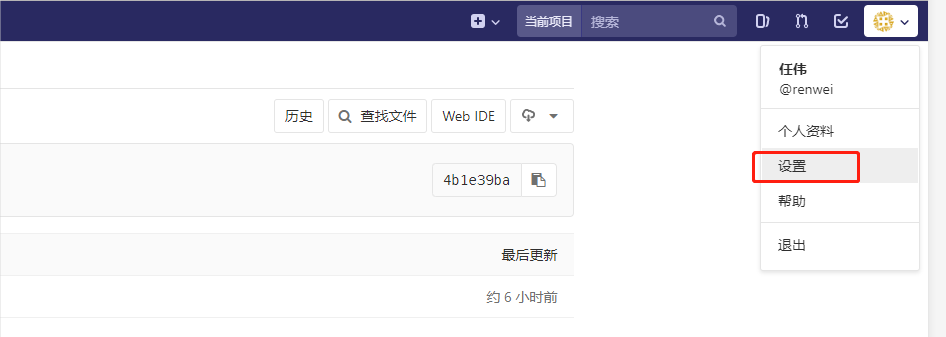 当前项目 搜索
任伟
@renwei
历史 查找文件 Web IDE
个人资料
设置
4b1e39ba
帮助
退出
最后更新
约 6 小时前